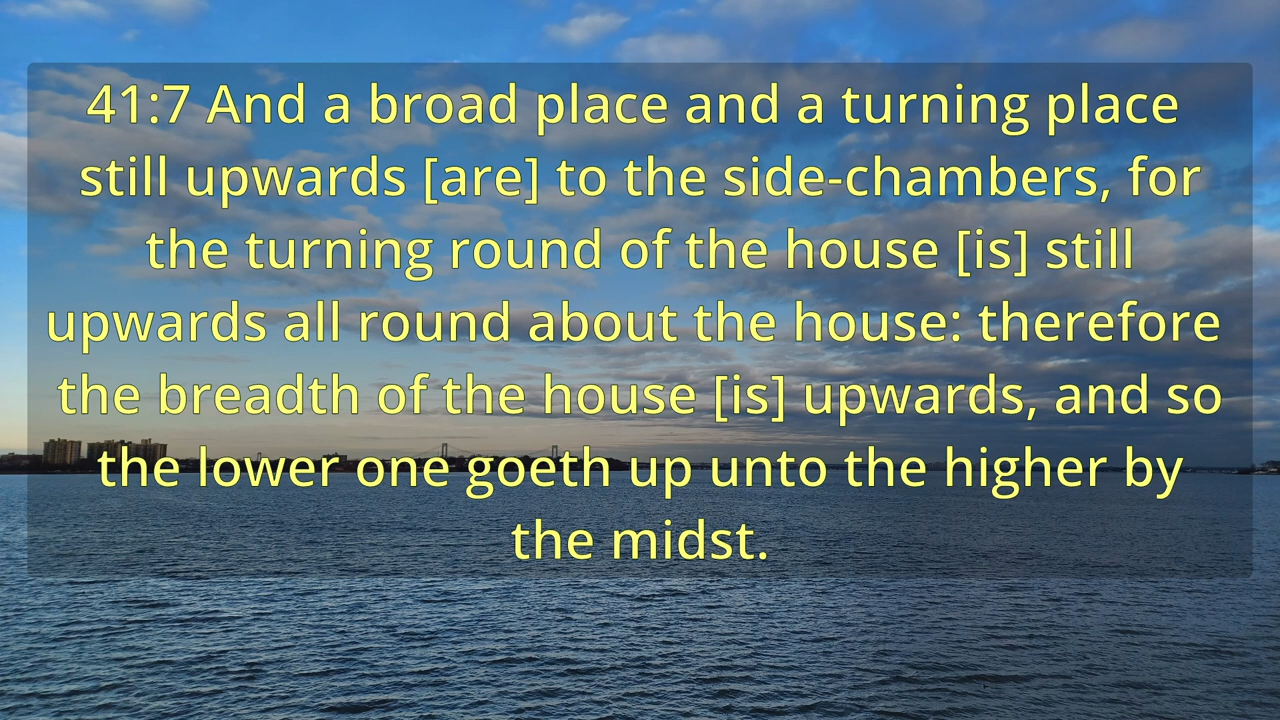 41:7 And a broad place and a turning place
still upwards [are] to the side-chambers, for
the turning round of the house [is] still
upwards all round about the house: therefore
the breadth of the house [is] upwards, and so
the lower one goeth up unto the higher by
the midst.